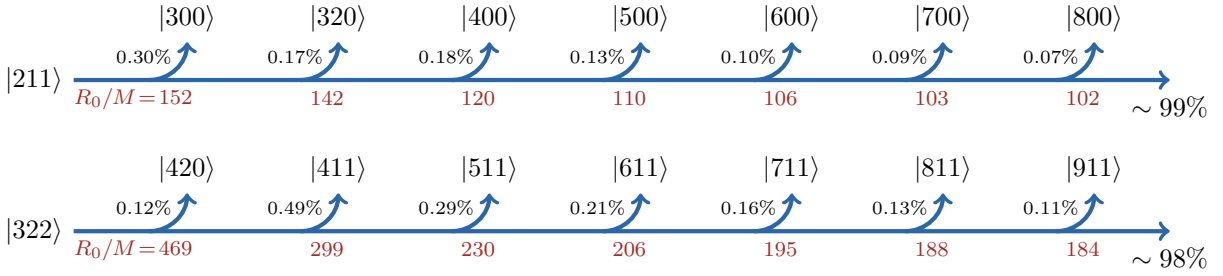 |300⟩ |320⟩ |400⟩ |500⟩ |600⟩ |700⟩ |800⟩
0.30% 0.17% 0.18% 0.13% 0.10% 0.09% 0.07%
|211⟩
R₀/M = 152 142 120 110 106 103 102
∼ 99%
|420⟩ |411⟩ |511⟩ |611⟩ |711⟩ |811⟩ |911⟩
0.12% 0.49% 0.29% 0.21% 0.16% 0.13% 0.11%
|322⟩
R₀/M = 469 299 230 206 195 188 184
∼ 98%